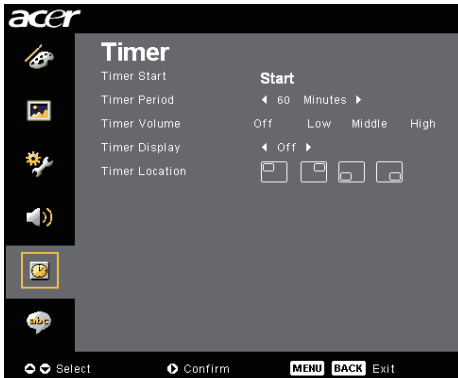 acer
Timer
Timer Start Start
Timer Period 60 Minutes
Timer Volume Off Low Middle High
Timer Display Off
Timer Location
abc
Select Confirm MENU BACK Exit